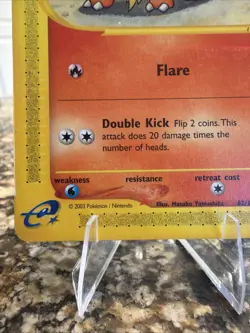 Flare
Double Kick Flip 2 coins. This
attack does 20 damage times the
number of heads.
weakness resistance retreat cost
© 2003 Pokémon / Nintendo Illus. Masako Yamashita
e